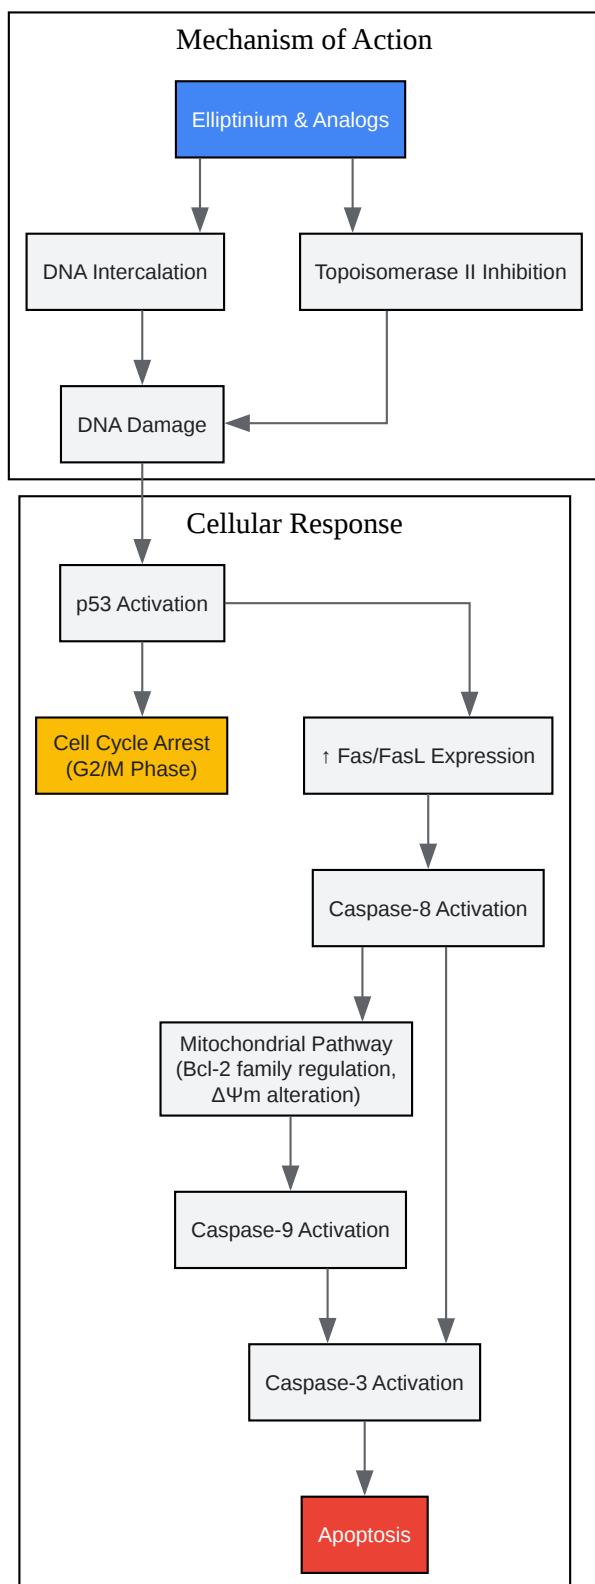 Mechanism of Action
Elliptinium & Analogs
DNA Intercalation
Topoisomerase II Inhibition
DNA Damage
Cellular Response
p53 Activation
Cell Cycle Arrest
(G2/M Phase)
↑ Fas/FasL Expression
Caspase-8 Activation
Mitochondrial Pathway
(Bcl-2 family regulation,
ΔΨm alteration)
Caspase-9 Activation
Caspase-3 Activation
Apoptosis